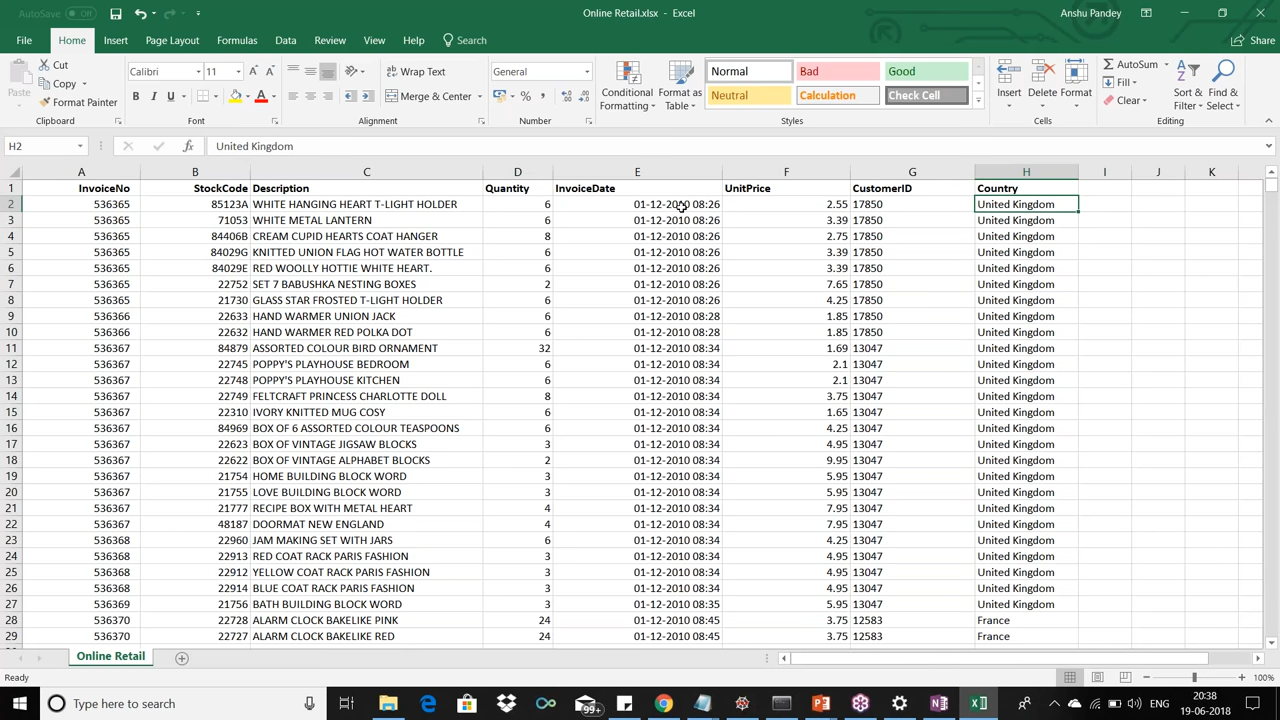 AutoSave Off
Online Retail.xlsx - Excel
Anshu Pandey
File Home Insert Page Layout Formulas Data Review View Help Search Share
Paste
Cut
Copy
Format Painter
Clipboard
Calibri 11
B I U
Font
Wrap Text
Merge & Center
Alignment
General
%
Number
Conditional Formatting
Format as Table
Normal Bad Good
Neutral Calculation Check Cell
Styles
Insert Delete Format
Cells
AutoSum
Fill
Clear
Sort & Filter
Find & Select
Editing
H2 fx United Kingdom
A B C D E F G H I J K
1 InvoiceNo StockCode Description Quantity InvoiceDate UnitPrice CustomerID Country
2 536365 85123A WHITE HANGING HEART T-LIGHT HOLDER 6 01-12-2010 08:26 2.55 17850 United Kingdom
3 536365 71053 WHITE METAL LANTERN 6 01-12-2010 08:26 3.39 17850 United Kingdom
4 536365 84406B CREAM CUPID HEARTS COAT HANGER 8 01-12-2010 08:26 2.75 17850 United Kingdom
5 536365 84029G KNITTED UNION FLAG HOT WATER BOTTLE 6 01-12-2010 08:26 3.39 17850 United Kingdom
6 536365 84029E RED WOOLLY HOTTIE WHITE HEART. 6 01-12-2010 08:26 3.39 17850 United Kingdom
7 536365 22752 SET 7 BABUSHKA NESTING BOXES 2 01-12-2010 08:26 7.65 17850 United Kingdom
8 536365 21730 GLASS STAR FROSTED T-LIGHT HOLDER 6 01-12-2010 08:26 4.25 17850 United Kingdom
9 536366 22633 HAND WARMER UNION JACK 6 01-12-2010 08:28 1.85 17850 United Kingdom
10 536366 22632 HAND WARMER RED POLKA DOT 6 01-12-2010 08:28 1.85 17850 United Kingdom
11 536367 84879 ASSORTED COLOUR BIRD ORNAMENT 32 01-12-2010 08:34 1.69 13047 United Kingdom
12 536367 22745 POPPY'S PLAYHOUSE BEDROOM 6 01-12-2010 08:34 2.1 13047 United Kingdom
13 536367 22748 POPPY'S PLAYHOUSE KITCHEN 6 01-12-2010 08:34 2.1 13047 United Kingdom
14 536367 22749 FELTCRAFT PRINCESS CHARLOTTE DOLL 8 01-12-2010 08:34 3.75 13047 United Kingdom
15 536367 22310 IVORY KNITTED MUG COSY 6 01-12-2010 08:34 1.65 13047 United Kingdom
16 536367 84969 BOX OF 6 ASSORTED COLOUR TEASPOONS 6 01-12-2010 08:34 4.25 13047 United Kingdom
17 536367 22623 BOX OF VINTAGE JIGSAW BLOCKS 3 01-12-2010 08:34 4.95 13047 United Kingdom
18 536367 22622 BOX OF VINTAGE ALPHABET BLOCKS 2 01-12-2010 08:34 9.95 13047 United Kingdom
19 536367 21754 HOME BUILDING BLOCK WORD 3 01-12-2010 08:34 5.95 13047 United Kingdom
20 536367 21755 LOVE BUILDING BLOCK WORD 3 01-12-2010 08:34 5.95 13047 United Kingdom
21 536367 21777 RECIPE BOX WITH METAL HEART 4 01-12-2010 08:34 7.95 13047 United Kingdom
22 536367 48187 DOORMAT NEW ENGLAND 4 01-12-2010 08:34 7.95 13047 United Kingdom
23 536368 22960 JAM MAKING SET WITH JARS 6 01-12-2010 08:34 4.25 13047 United Kingdom
24 536368 22913 RED COAT RACK PARIS FASHION 3 01-12-2010 08:34 4.95 13047 United Kingdom
25 536368 22912 YELLOW COAT RACK PARIS FASHION 3 01-12-2010 08:34 4.95 13047 United Kingdom
26 536368 22914 BLUE COAT RACK PARIS FASHION 3 01-12-2010 08:34 4.95 13047 United Kingdom
27 536369 21756 BATH BUILDING BLOCK WORD 3 01-12-2010 08:35 5.95 13047 United Kingdom
28 536370 22728 ALARM CLOCK BAKELIKE PINK 24 01-12-2010 08:45 3.75 12583 France
29 536370 22727 ALARM CLOCK BAKELIKE RED 24 01-12-2010 08:45 3.75 12583 France
Online Retail
Ready
100%
Type here to search
99+
ENG
20:38
19-06-2018